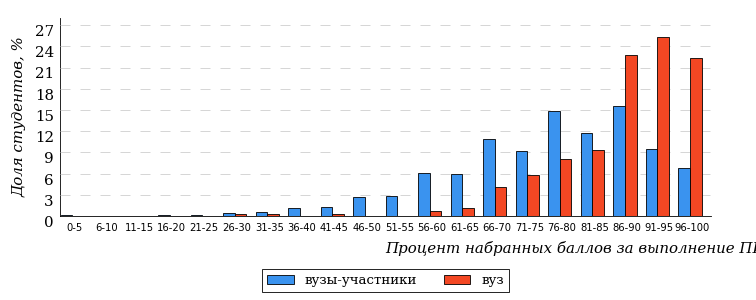 Доля студентов, %
27
24
21
18
15
12
9
6
3
0
0-5 6-10 11-15 16-20 21-25 26-30 31-35 36-40 41-45 46-50 51-55 56-60 61-65 66-70 71-75 76-80 81-85 86-90 91-95 96-100
Процент набранных баллов за выполнение
вузы-участники вуз